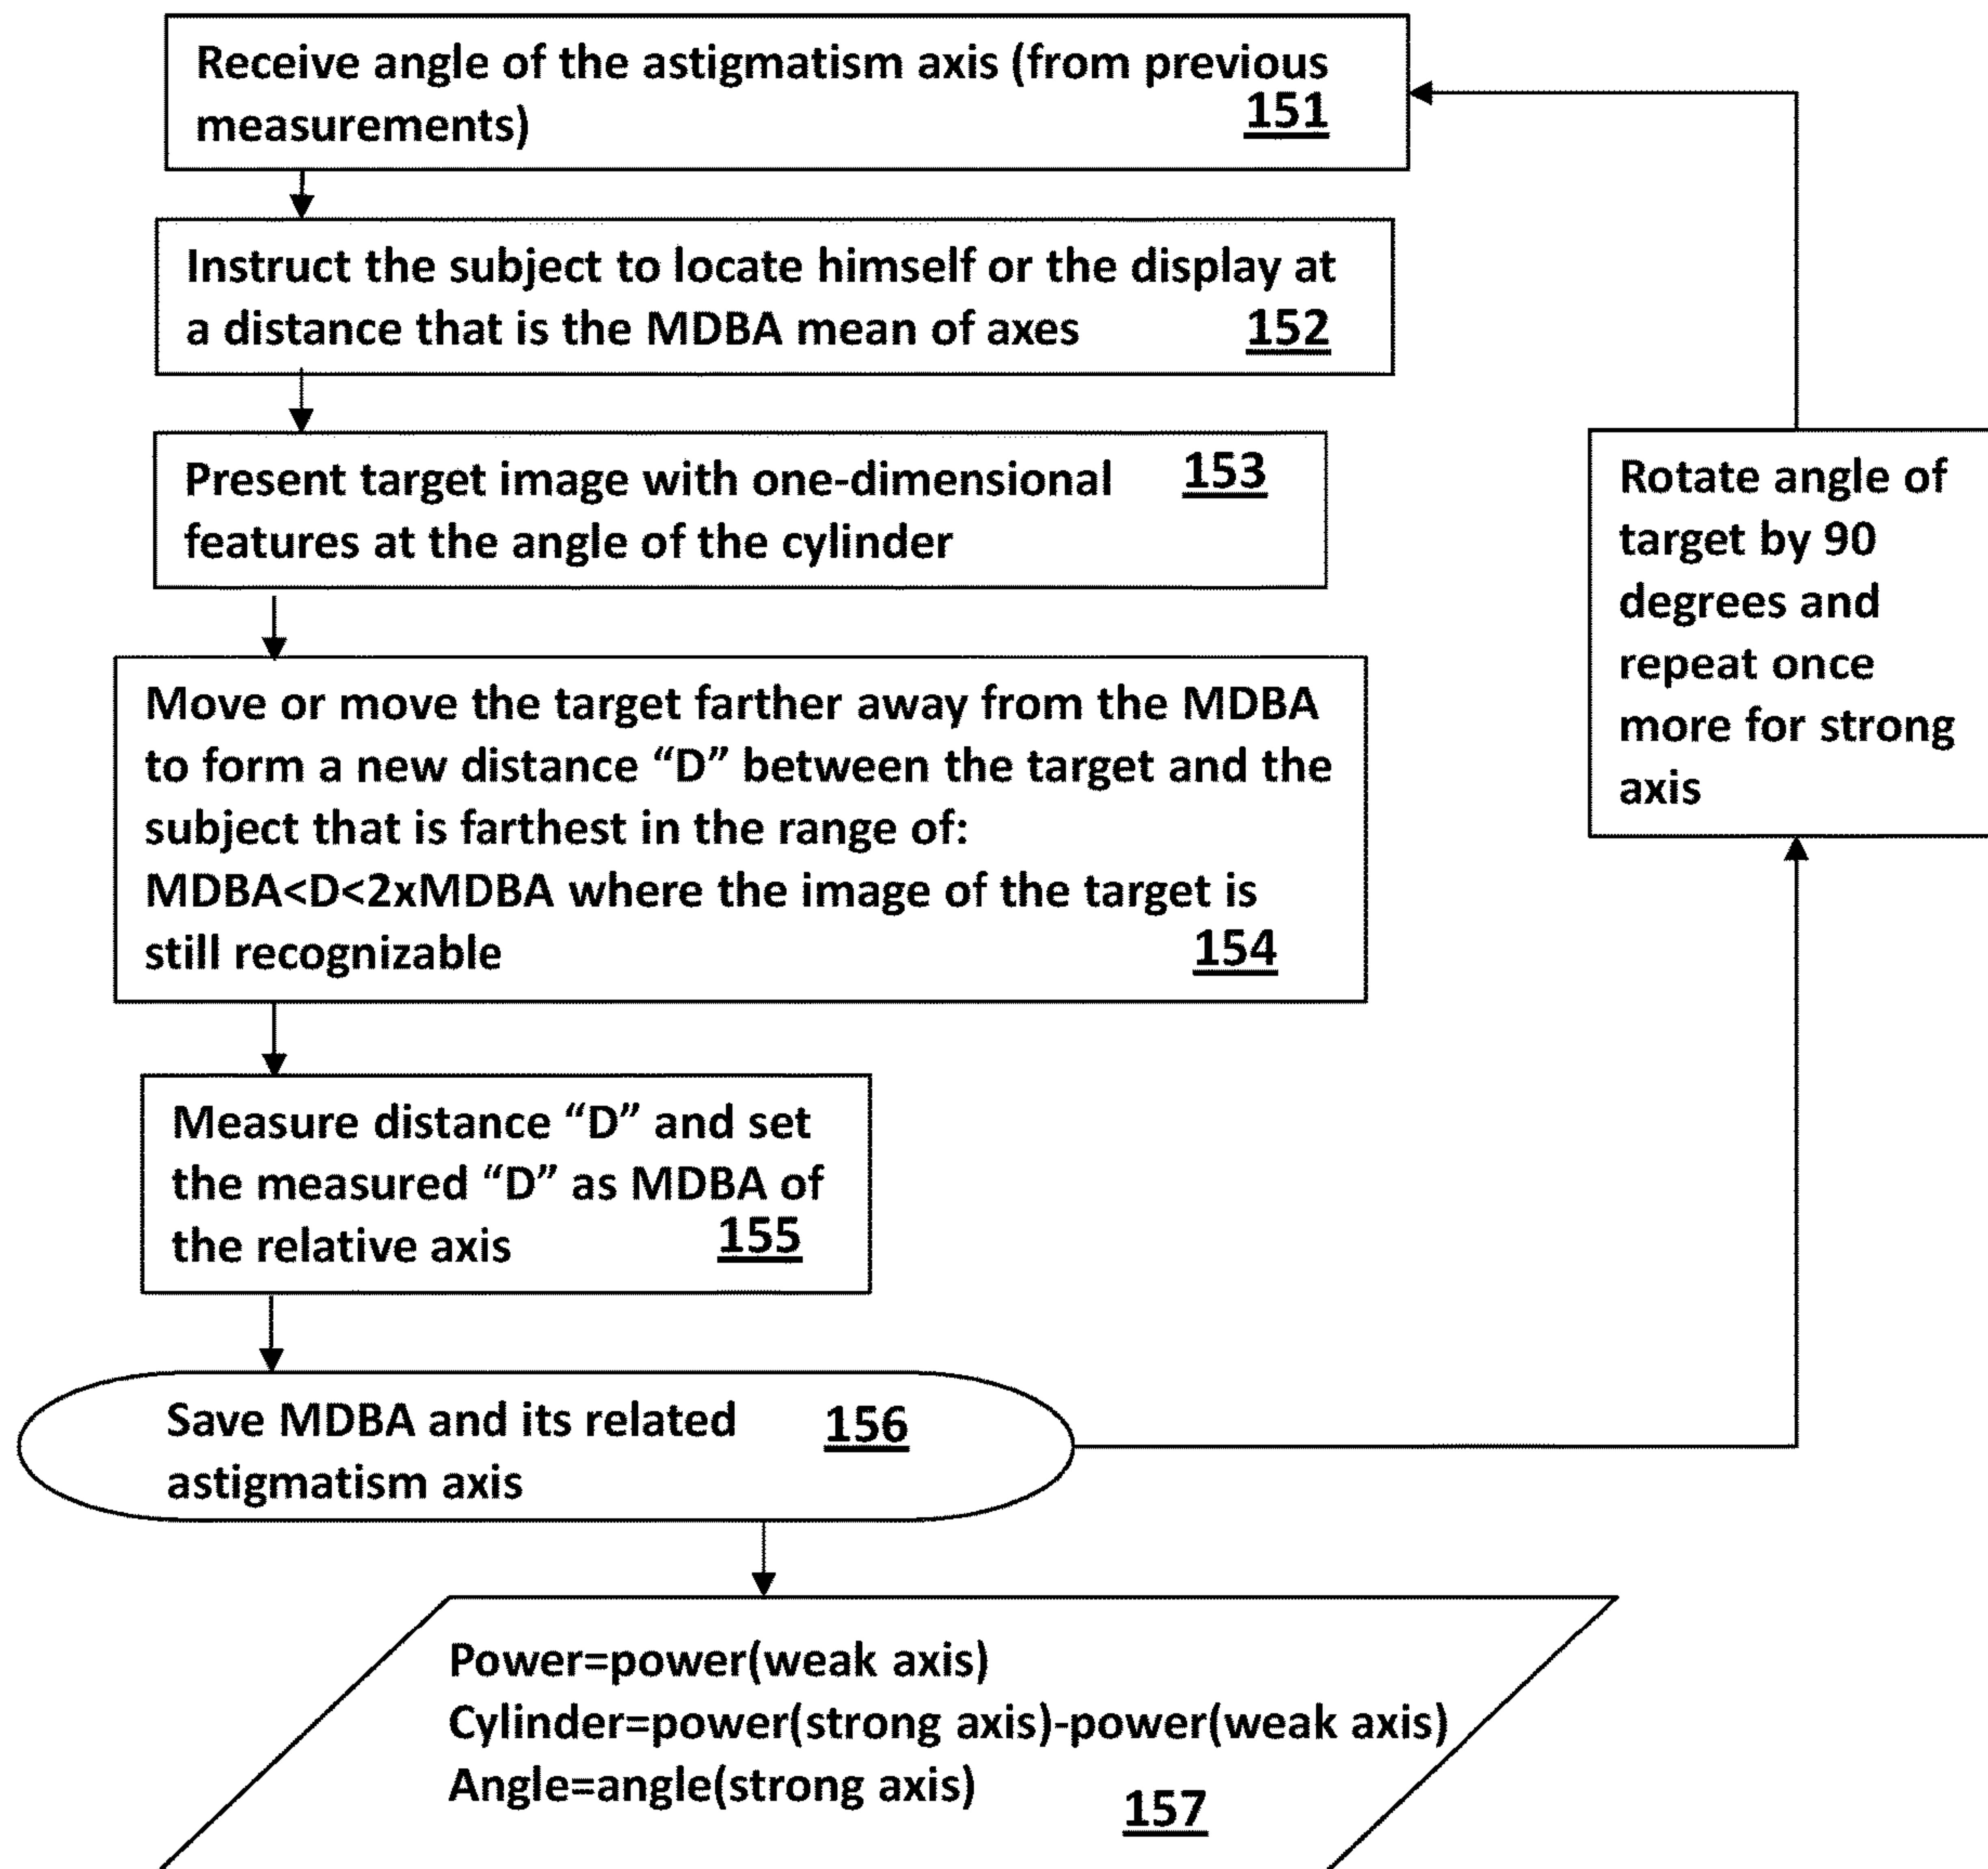 Receive angle of the astigmatism axis (from previous
measurements) 151
Instruct the subject to locate himself or the display at
a distance that is the MDBA mean of axes 152
Present target image with one-dimensional 153
features at the angle of the cylinder
Move or move the target farther away from the MDBA
to form a new distance “D” between the target and the
subject that is farthest in the range of:
MDBA<D<2xMDBA where the image of the target is
still recognizable 154
Measure distance “D” and set
the measured “D” as MDBA of
the relative axis 155
Save MDBA and its related 156
astigmatism axis
Rotate angle of
target by 90
degrees and
repeat once
more for strong
axis
Power=power(weak axis)
Cylinder=power(strong axis)-power(weak axis)
Angle=angle(strong axis) 157